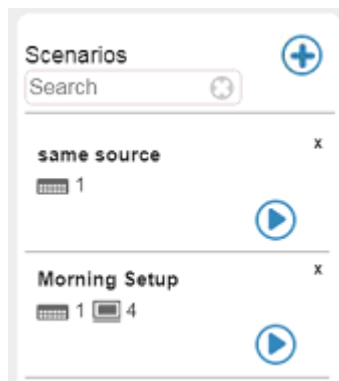 Scenarios
Search
same source
x
1
Morning Setup
x
1 4